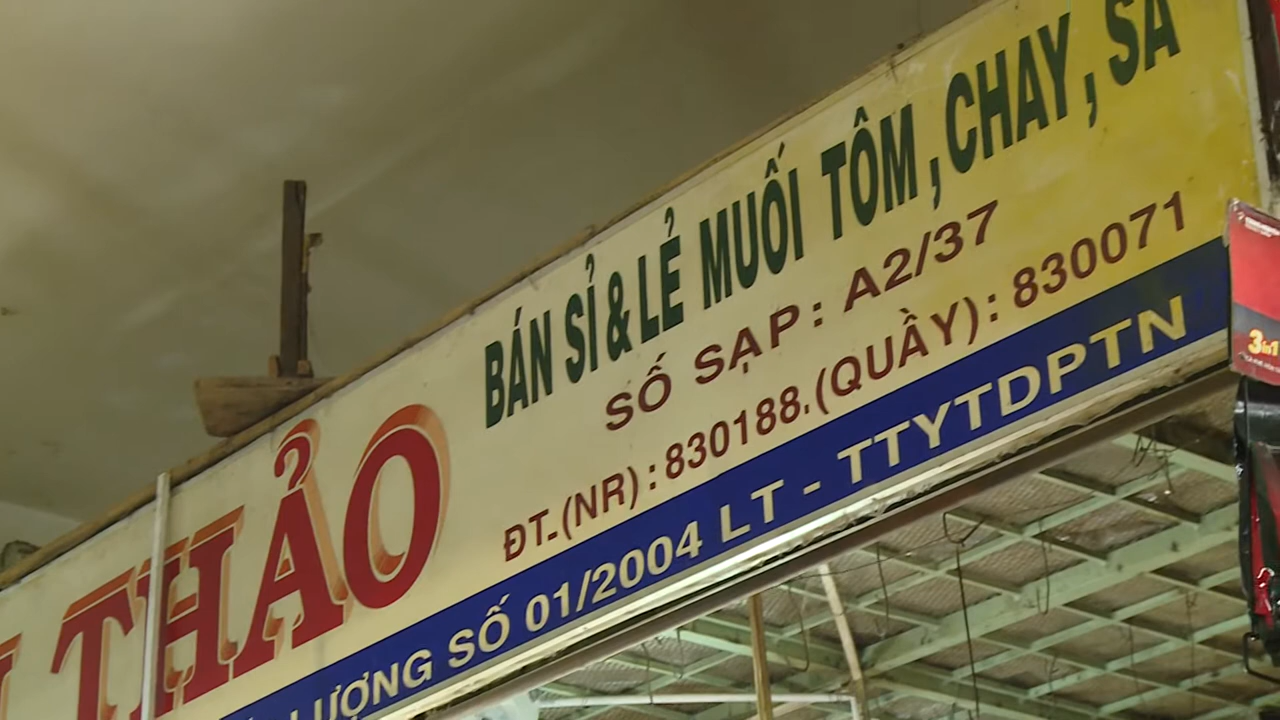 THẢO
BÁN SỈ & LẺ MUỐI TÔM, CHAY, SẢ
SỐ SẠP: A2/37
ĐT.(NR): 830188.(QUẦY): 830071
LƯỢNG SỐ 01/2004 LT - TTYTDPTN
3in1